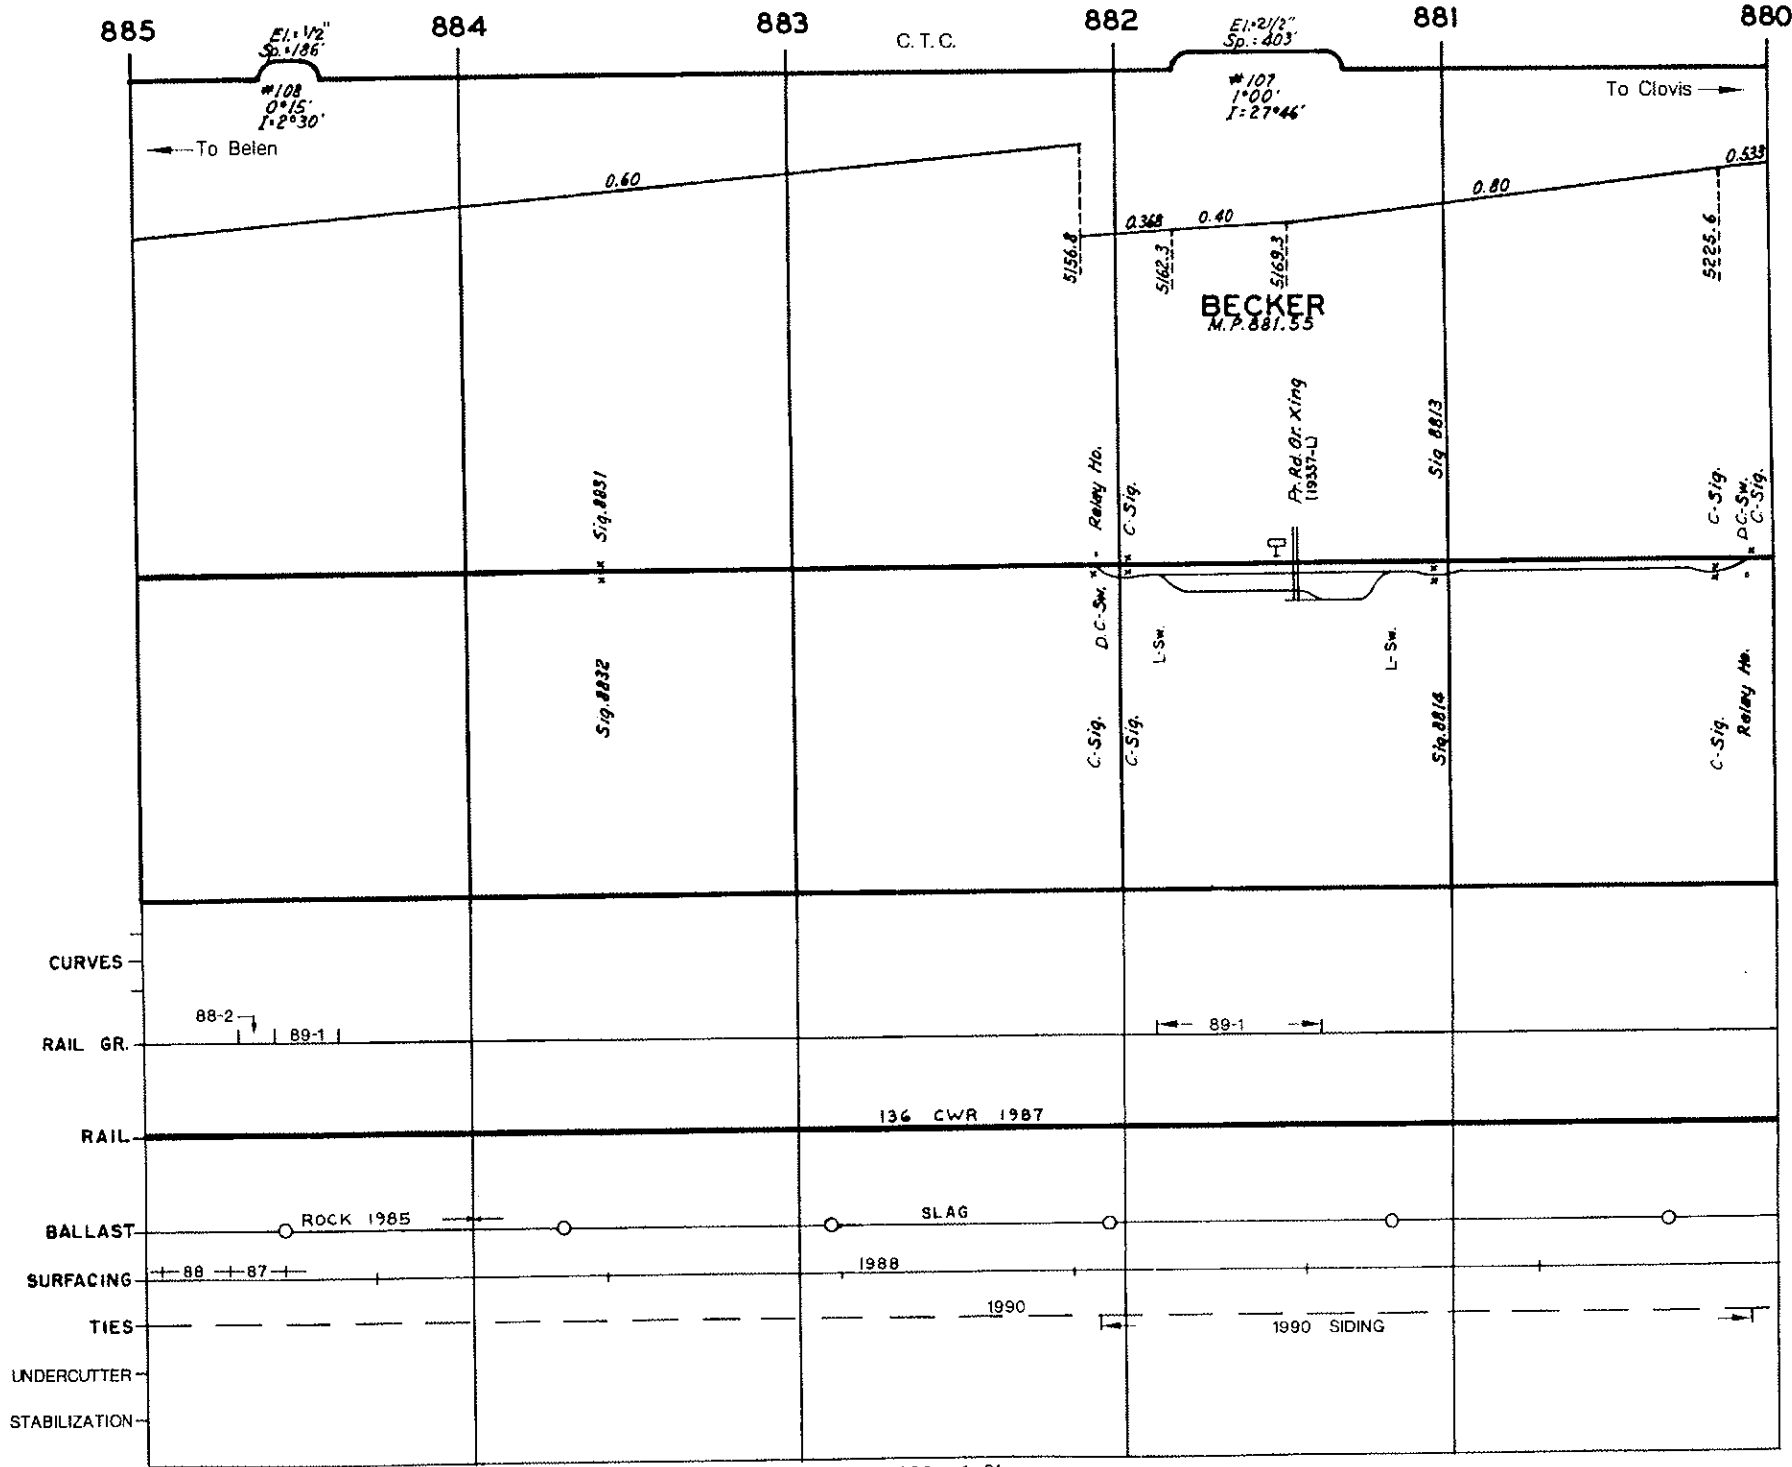 885 884 883 882 881 880
El.=1/2"
Sp.=186'
C. T. C.
El.=2 1/2"
Sp.=403'
#108
0°15'
I=2°30'
#107
1°00'
I=27°46'
To Clovis
To Belen
0.60
0.368
0.40
0.80
0.533
5156.8
5162.3
5169.3
5225.6
BECKER
M.P.881.55
Sig.8831
Relay Ho.
C-Sig.
Pr. Rd. Gr. Xing
(19337-L)
Sig 8813
C-Sig.
D.C-Sw.
C-Sig.
Sig.8832
D.C-Sw.
L-Sw.
L-Sw.
C-Sig.
C-Sig.
Sig.8814
C-Sig.
Relay Ho.
CURVES
88-2
89-1
89-1
RAIL GR.
136 CWR 1987
RAIL
ROCK 1985
SLAG
BALLAST
88
87
1988
SURFACING
1990
TIES
1990 SIDING
UNDERCUTTER
STABILIZATION